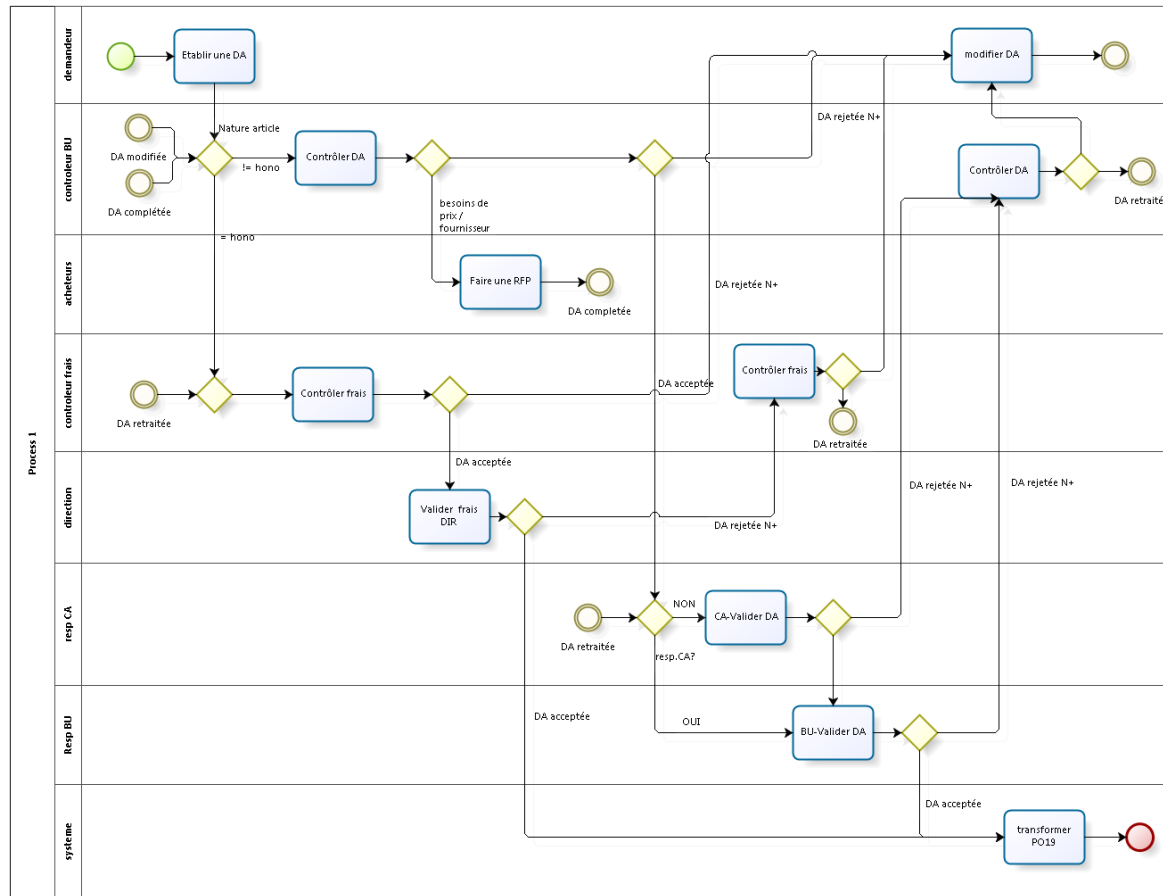 Process 1
demandeur
Etablir une DA
modifier DA
controleur BU
DA rejetée N+
Nature article
DA modifiée
!= hono
Contrôler DA
Contrôler DA
DA complétée
besoins de
prix /
fournisseur
DA retraité
= hono
acheteurs
Faire une RFP
DA rejetée N+
DA completée
controleur frais
Contrôler frais
DA acceptée
Contrôler frais
DA retraitée
DA retraitée
direction
DA acceptée
DA rejetée N+
DA rejetée N+
Valider frais
DIR
DA rejetée N+
resp CA
NON
CA-Valider DA
DA retraitée
resp.CA?
Resp BU
DA acceptée
OUI
BU-Valider DA
systeme
DA acceptée
transformer
PO19